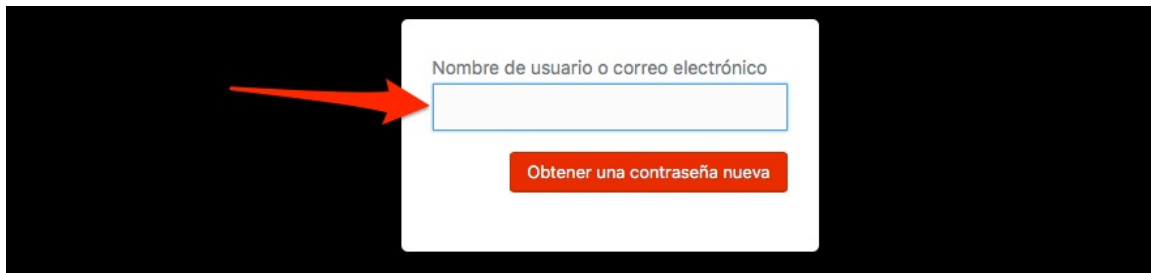 Nombre de usuario o correo electrónico
Obtener una contraseña nueva